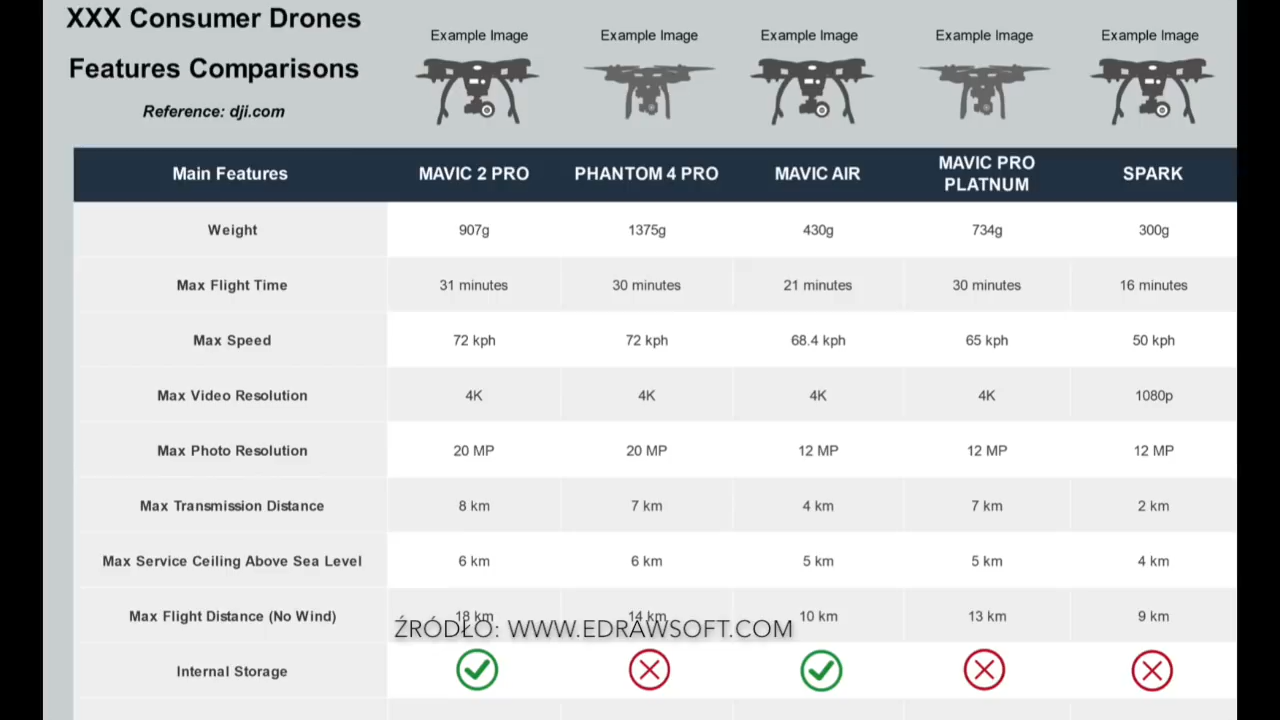 XXX Consumer Drones
Features Comparisons
Reference: dji.com
Example Image Example Image Example Image Example Image Example Image
Main Features MAVIC 2 PRO PHANTOM 4 PRO MAVIC AIR MAVIC PRO PLATNUM SPARK
Weight 907g 1375g 430g 734g 300g
Max Flight Time 31 minutes 30 minutes 21 minutes 30 minutes 16 minutes
Max Speed 72 kph 72 kph 68.4 kph 65 kph 50 kph
Max Video Resolution 4K 4K 4K 4K 1080p
Max Photo Resolution 20 MP 20 MP 12 MP 12 MP 12 MP
Max Transmission Distance 8 km 7 km 4 km 7 km 2 km
Max Service Ceiling Above Sea Level 6 km 6 km 5 km 5 km 4 km
Max Flight Distance (No Wind) 18 km 14 km 10 km 13 km 9 km
ŹRÓDŁO: WWW.EDRAWSOFT.COM
Internal Storage